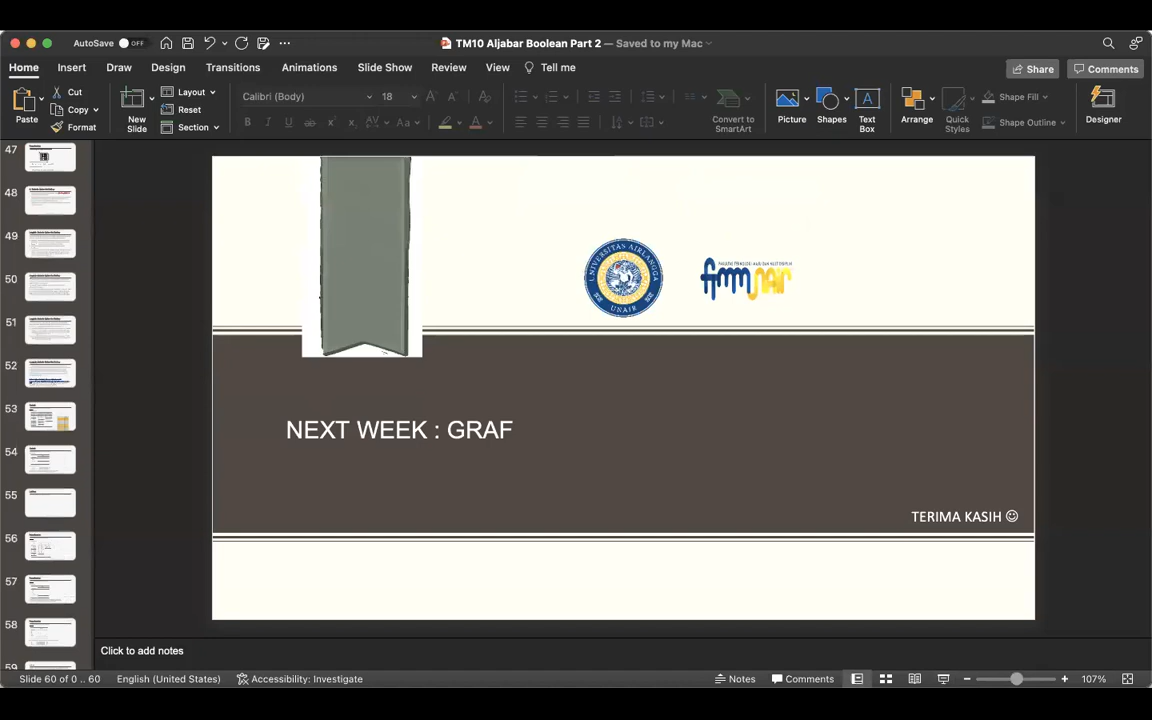 AutoSave OFF
TM10 Aljabar Boolean Part 2 — Saved to my Mac
Home Insert Draw Design Transitions Animations Slide Show Review View Tell me
Share Comments
Paste
Cut
Copy
Format
New Slide
Layout
Reset
Section
Calibri (Body) 18
Convert to SmartArt
Picture
Shapes
Text Box
Arrange
Quick Styles
Shape Fill
Shape Outline
Designer
47
48
49
50
51
52
53
54
55
56
57
58
59
UNIVERSITAS AIRLANGGA
UNAIR
NEXT WEEK : GRAF
TERIMA KASIH ☺
Click to add notes
Slide 60 of 0 .. 60 English (United States) Accessibility: Investigate Notes Comments 107%